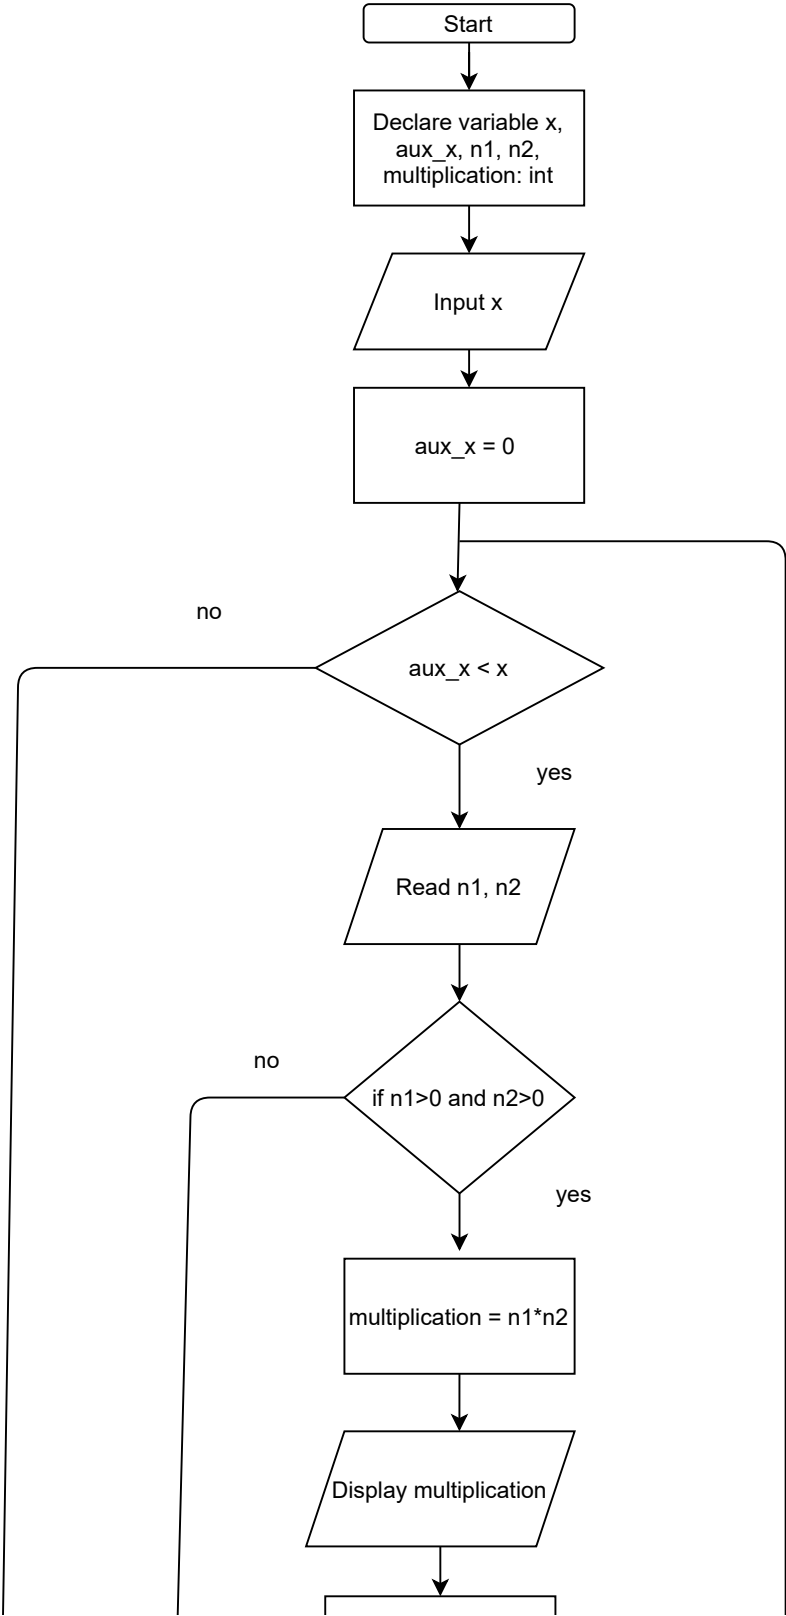 Start
Declare variable x,
aux_x, n1, n2,
multiplication: int
Input x
aux_x = 0
no
aux_x < x
yes
Read n1, n2
no
if n1>0 and n2>0
yes
multiplication = n1*n2
Display multiplication